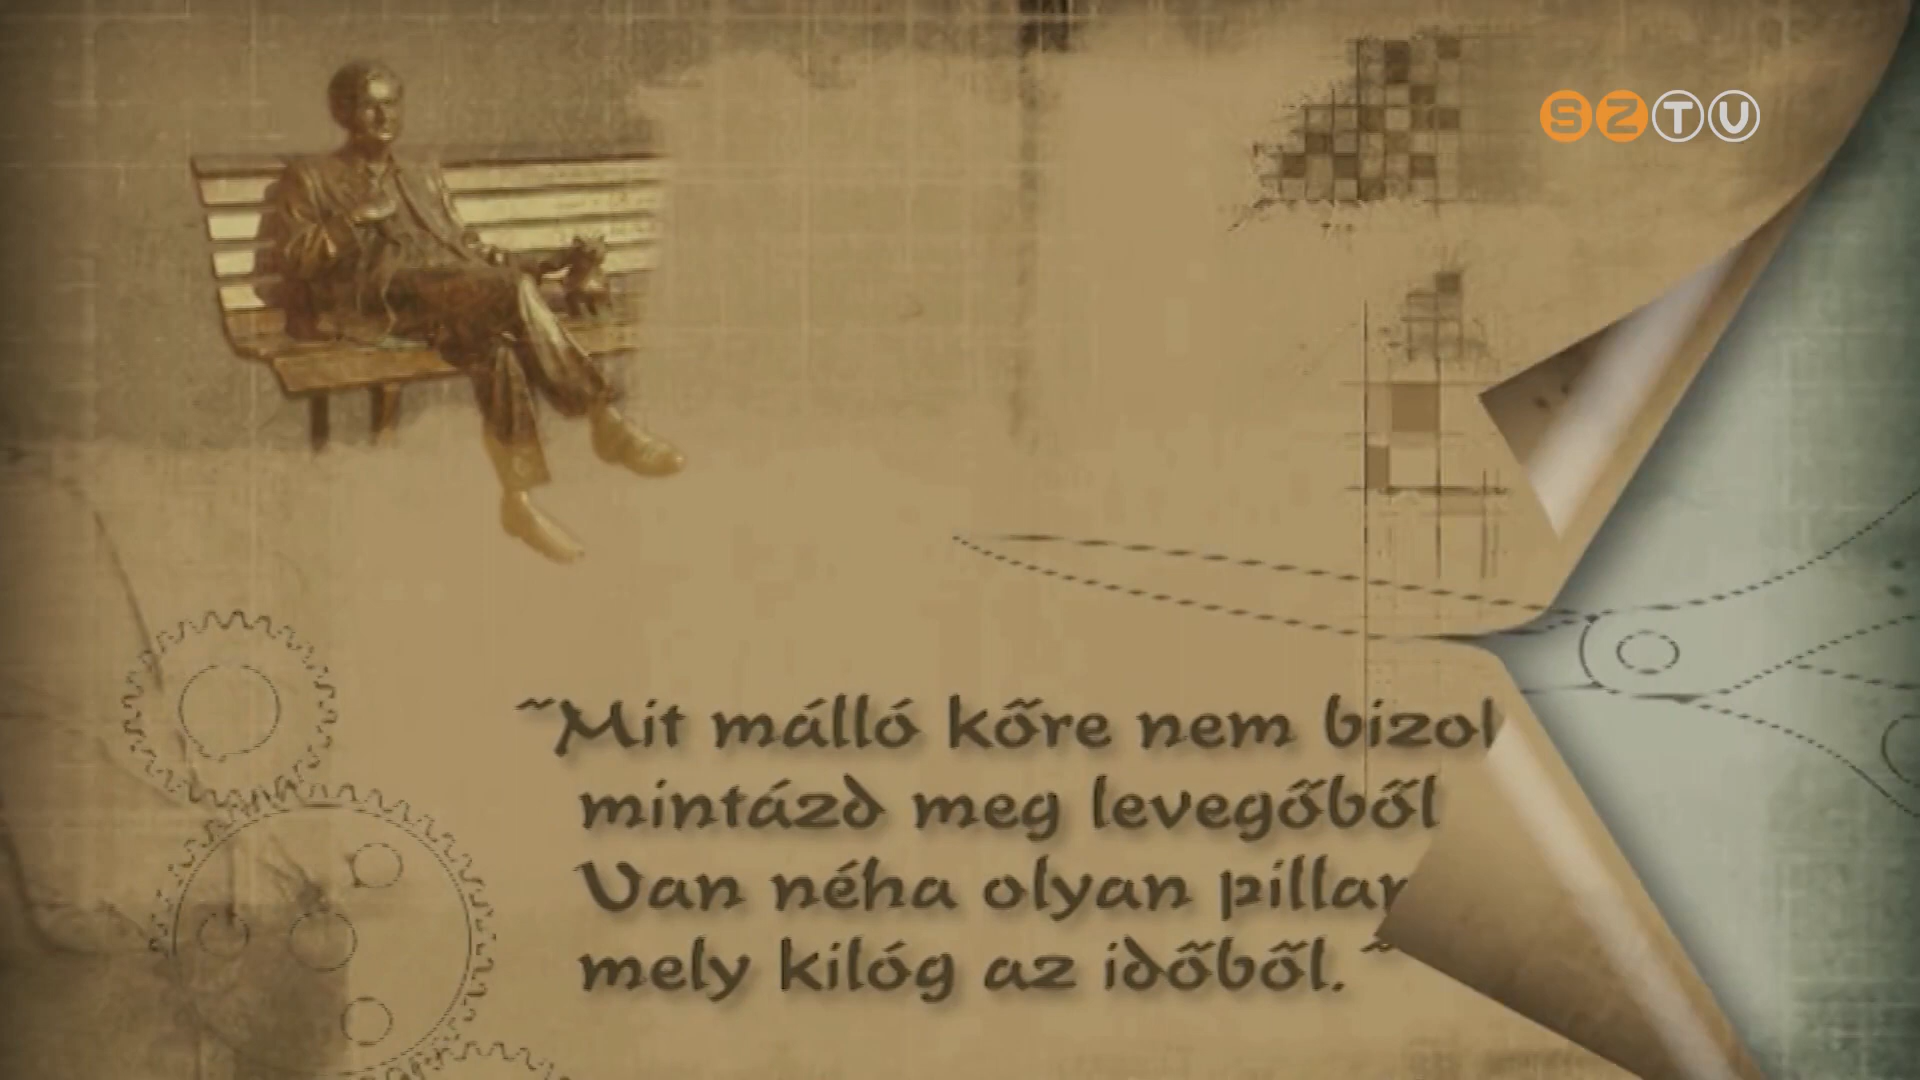 SZTV
˜Mit málló kőre nem bizol
mintázd meg levegőből
Van néha olyan
mely kilóg az időből.˜